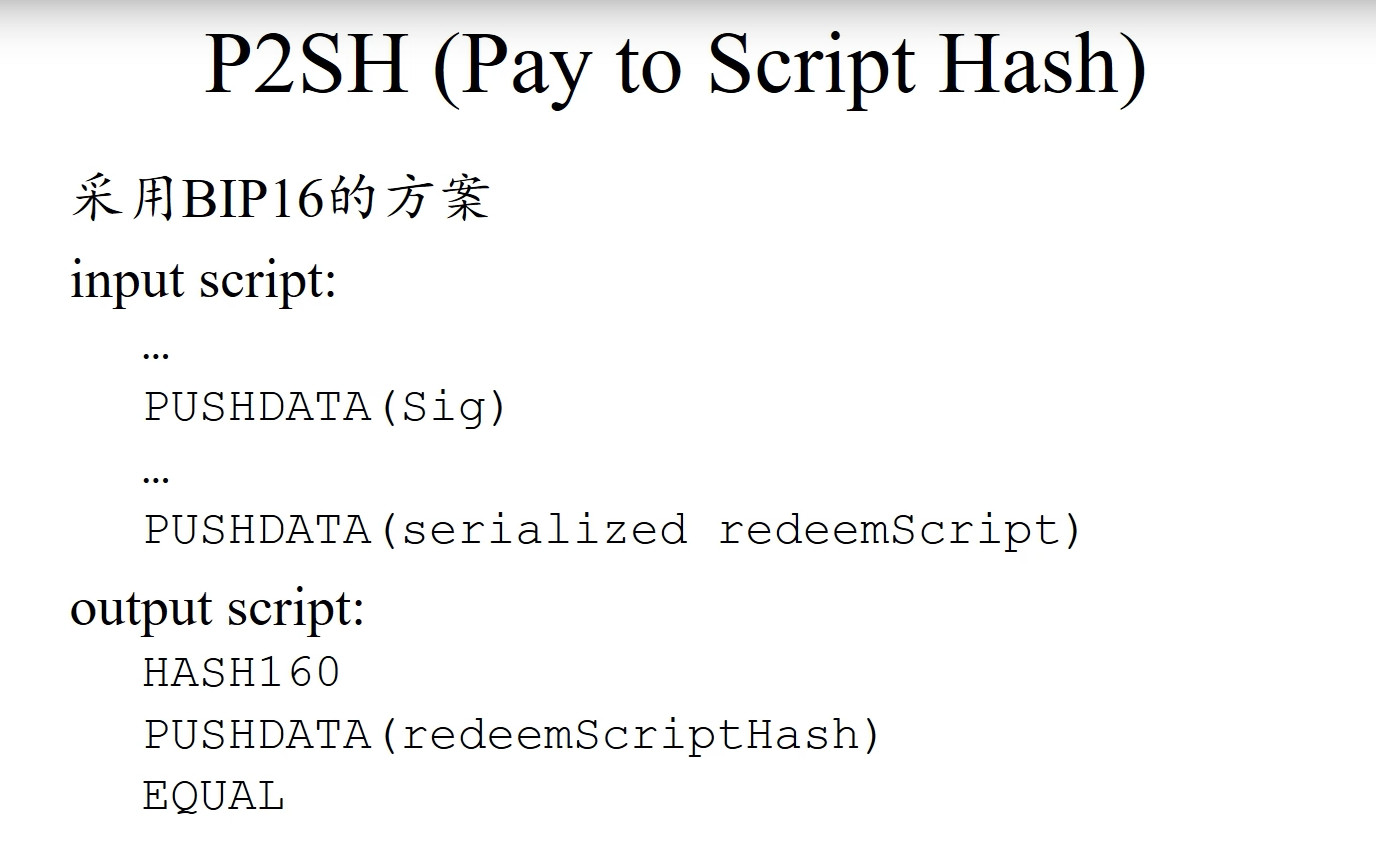 P2SH (Pay to Script Hash)
采用BIP16的方案
input script:
…
PUSHDATA(Sig)
…
PUSHDATA(serialized redeemScript)
output script:
HASH160
PUSHDATA(redeemScriptHash)
EQUAL